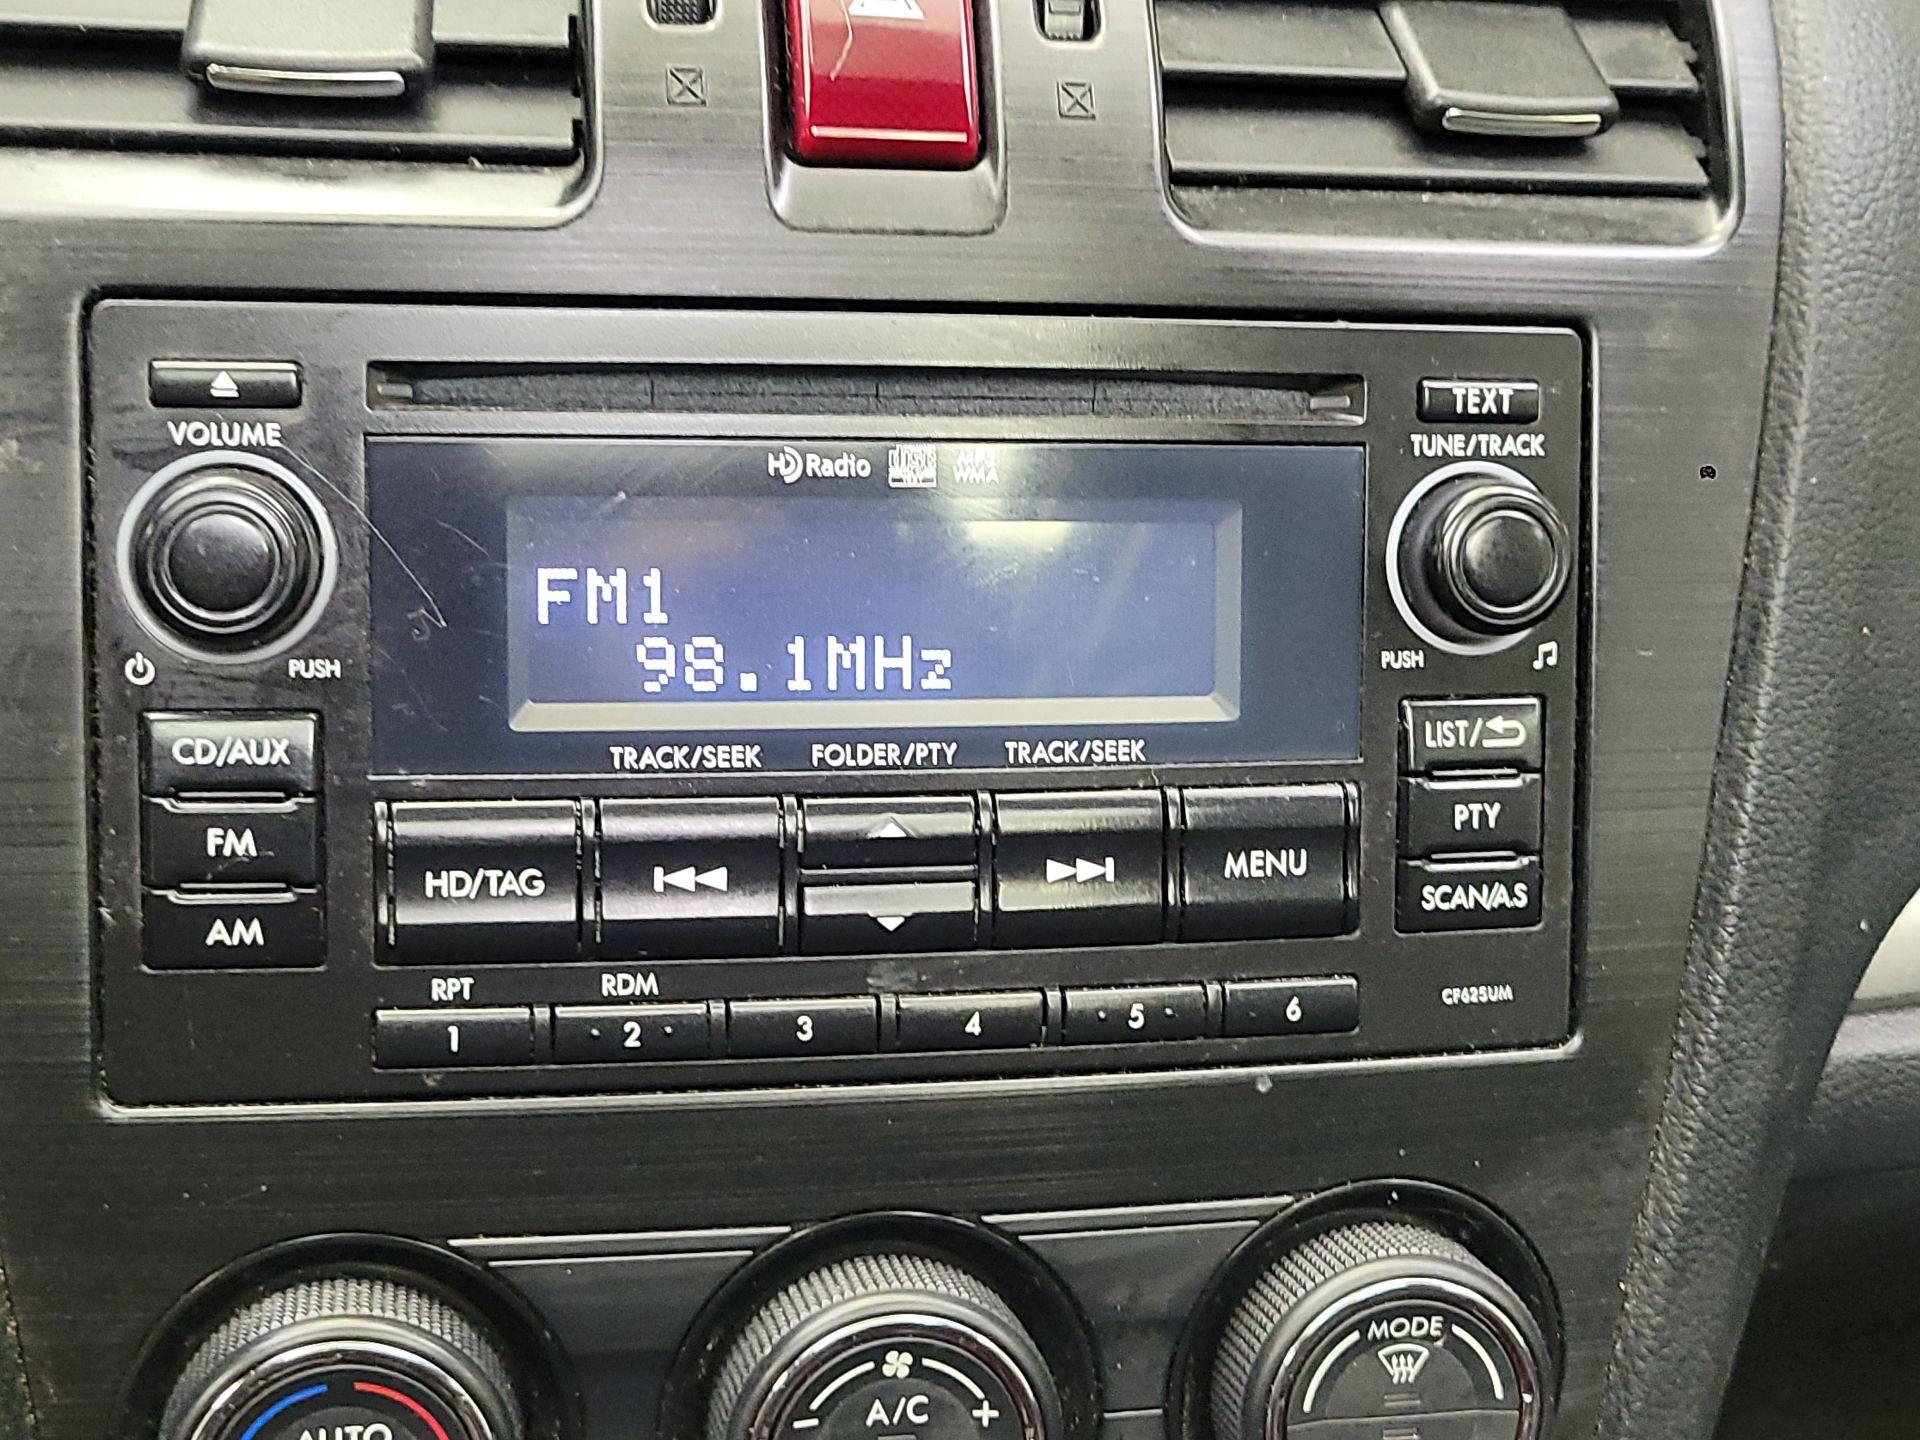 VOLUME
PUSH
CD/AUX
FM
AM
HD Radio
DISC
MP3
WMA
FM1
98.1MHz
TRACK/SEEK FOLDER/PTY TRACK/SEEK
HD/TAG MENU
RPT RDM
1 2 3 4 5 6
TEXT
TUNE/TRACK
PUSH
LIST/
PTY
SCAN/A.S
CF625UM
AUTO
A/C
- +
MODE